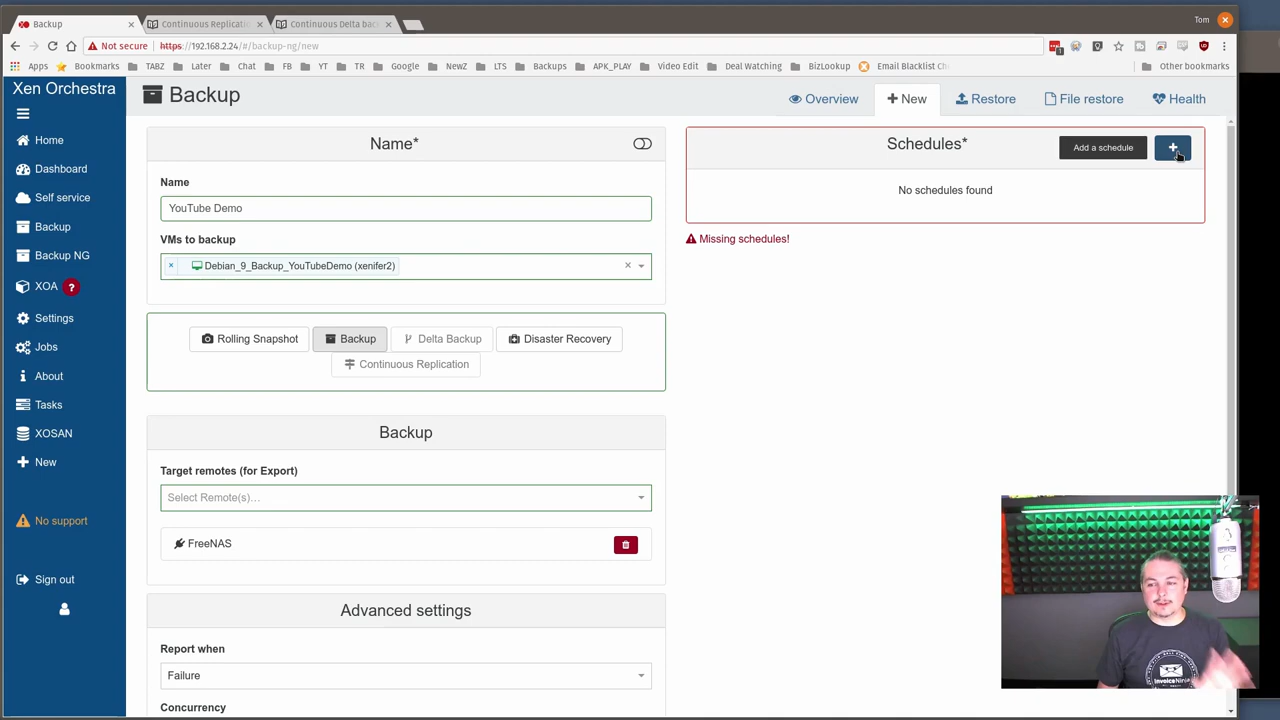 Backup
Continuous Replicatio
Continuous Delta bac
Tom
Not secure
https://192.168.2.24/#/backup-ng/new
Apps
Bookmarks
TABZ
Later
Chat
FB
YT
TR
Google
NewZ
LTS
Backups
APK_PLAY
Video Edit
Deal Watching
BizLookup
Email Blacklist Che
Other bookmarks
Xen Orchestra
Home
Dashboard
Self service
Backup
Backup NG
XOA ?
Settings
Jobs
About
Tasks
XOSAN
New
No support
Sign out
Backup
Overview
New
Restore
File restore
Health
Name*
Name
YouTube Demo
VMs to backup
× Debian_9_Backup_YouTubeDemo (xenifer2) ×
Rolling Snapshot
Backup
Delta Backup
Disaster Recovery
Continuous Replication
Backup
Target remotes (for Export)
Select Remote(s)…
FreeNAS
Advanced settings
Report when
Failure
Concurrency
Schedules*
Add a schedule
+
No schedules found
Missing schedules!
InvoiceNinja